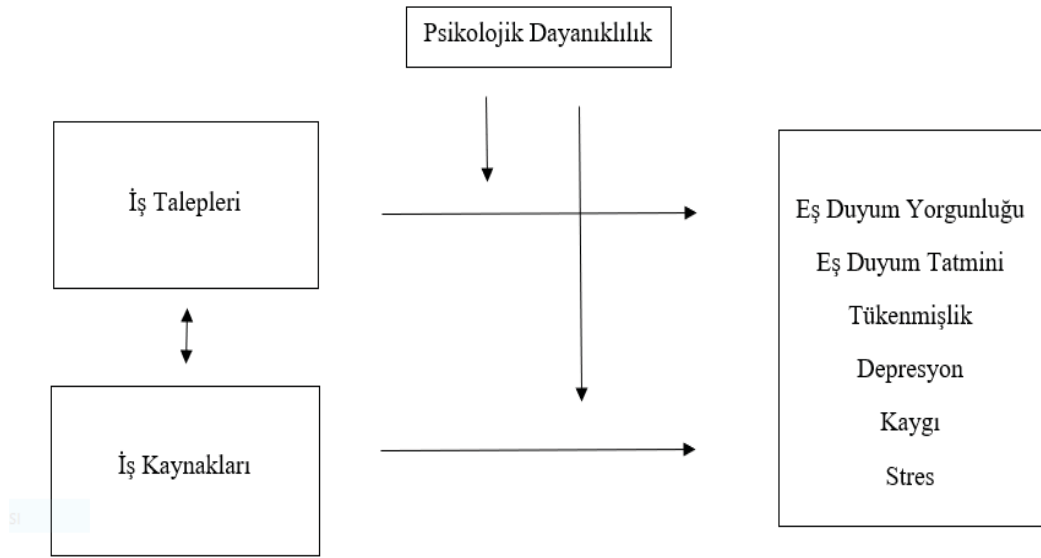 Psikolojik Dayanıklılık
İş Talepleri
İş Kaynakları
Eş Duyum Yorgunluğu
Eş Duyum Tatmini
Tükenmişlik
Depresyon
Kaygı
Stres